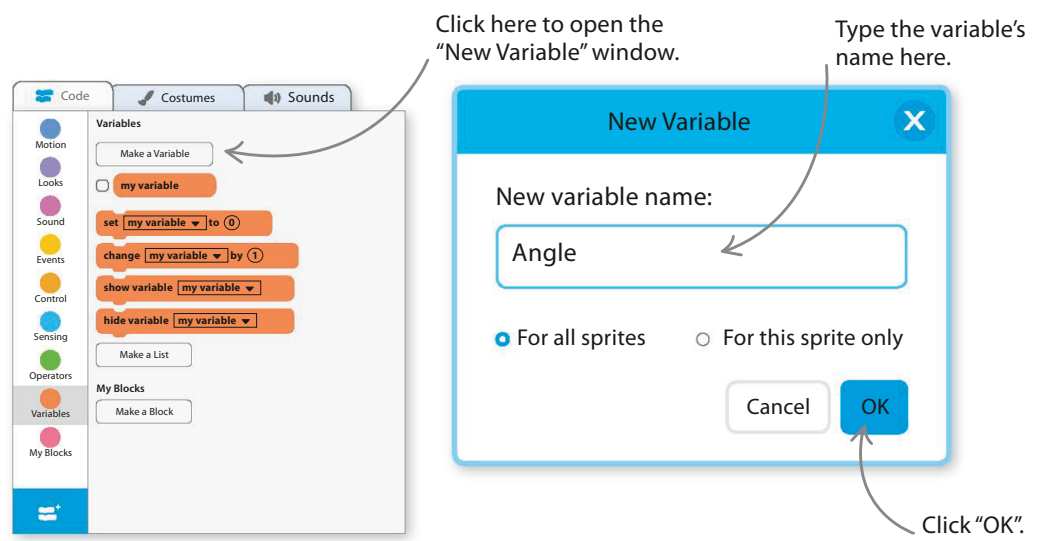 Click here to open the
“New Variable” window.
Type the variable’s
name here.
Code
Costumes
Sounds
Motion
Looks
Sound
Events
Control
Sensing
Operators
Variables
My Blocks
Variables
Make a Variable
my variable
set my variable to 0
change my variable by 1
show variable my variable
hide variable my variable
Make a List
My Blocks
Make a Block
New Variable
X
New variable name:
Angle
For all sprites
For this sprite only
Cancel
OK
Click “OK”.